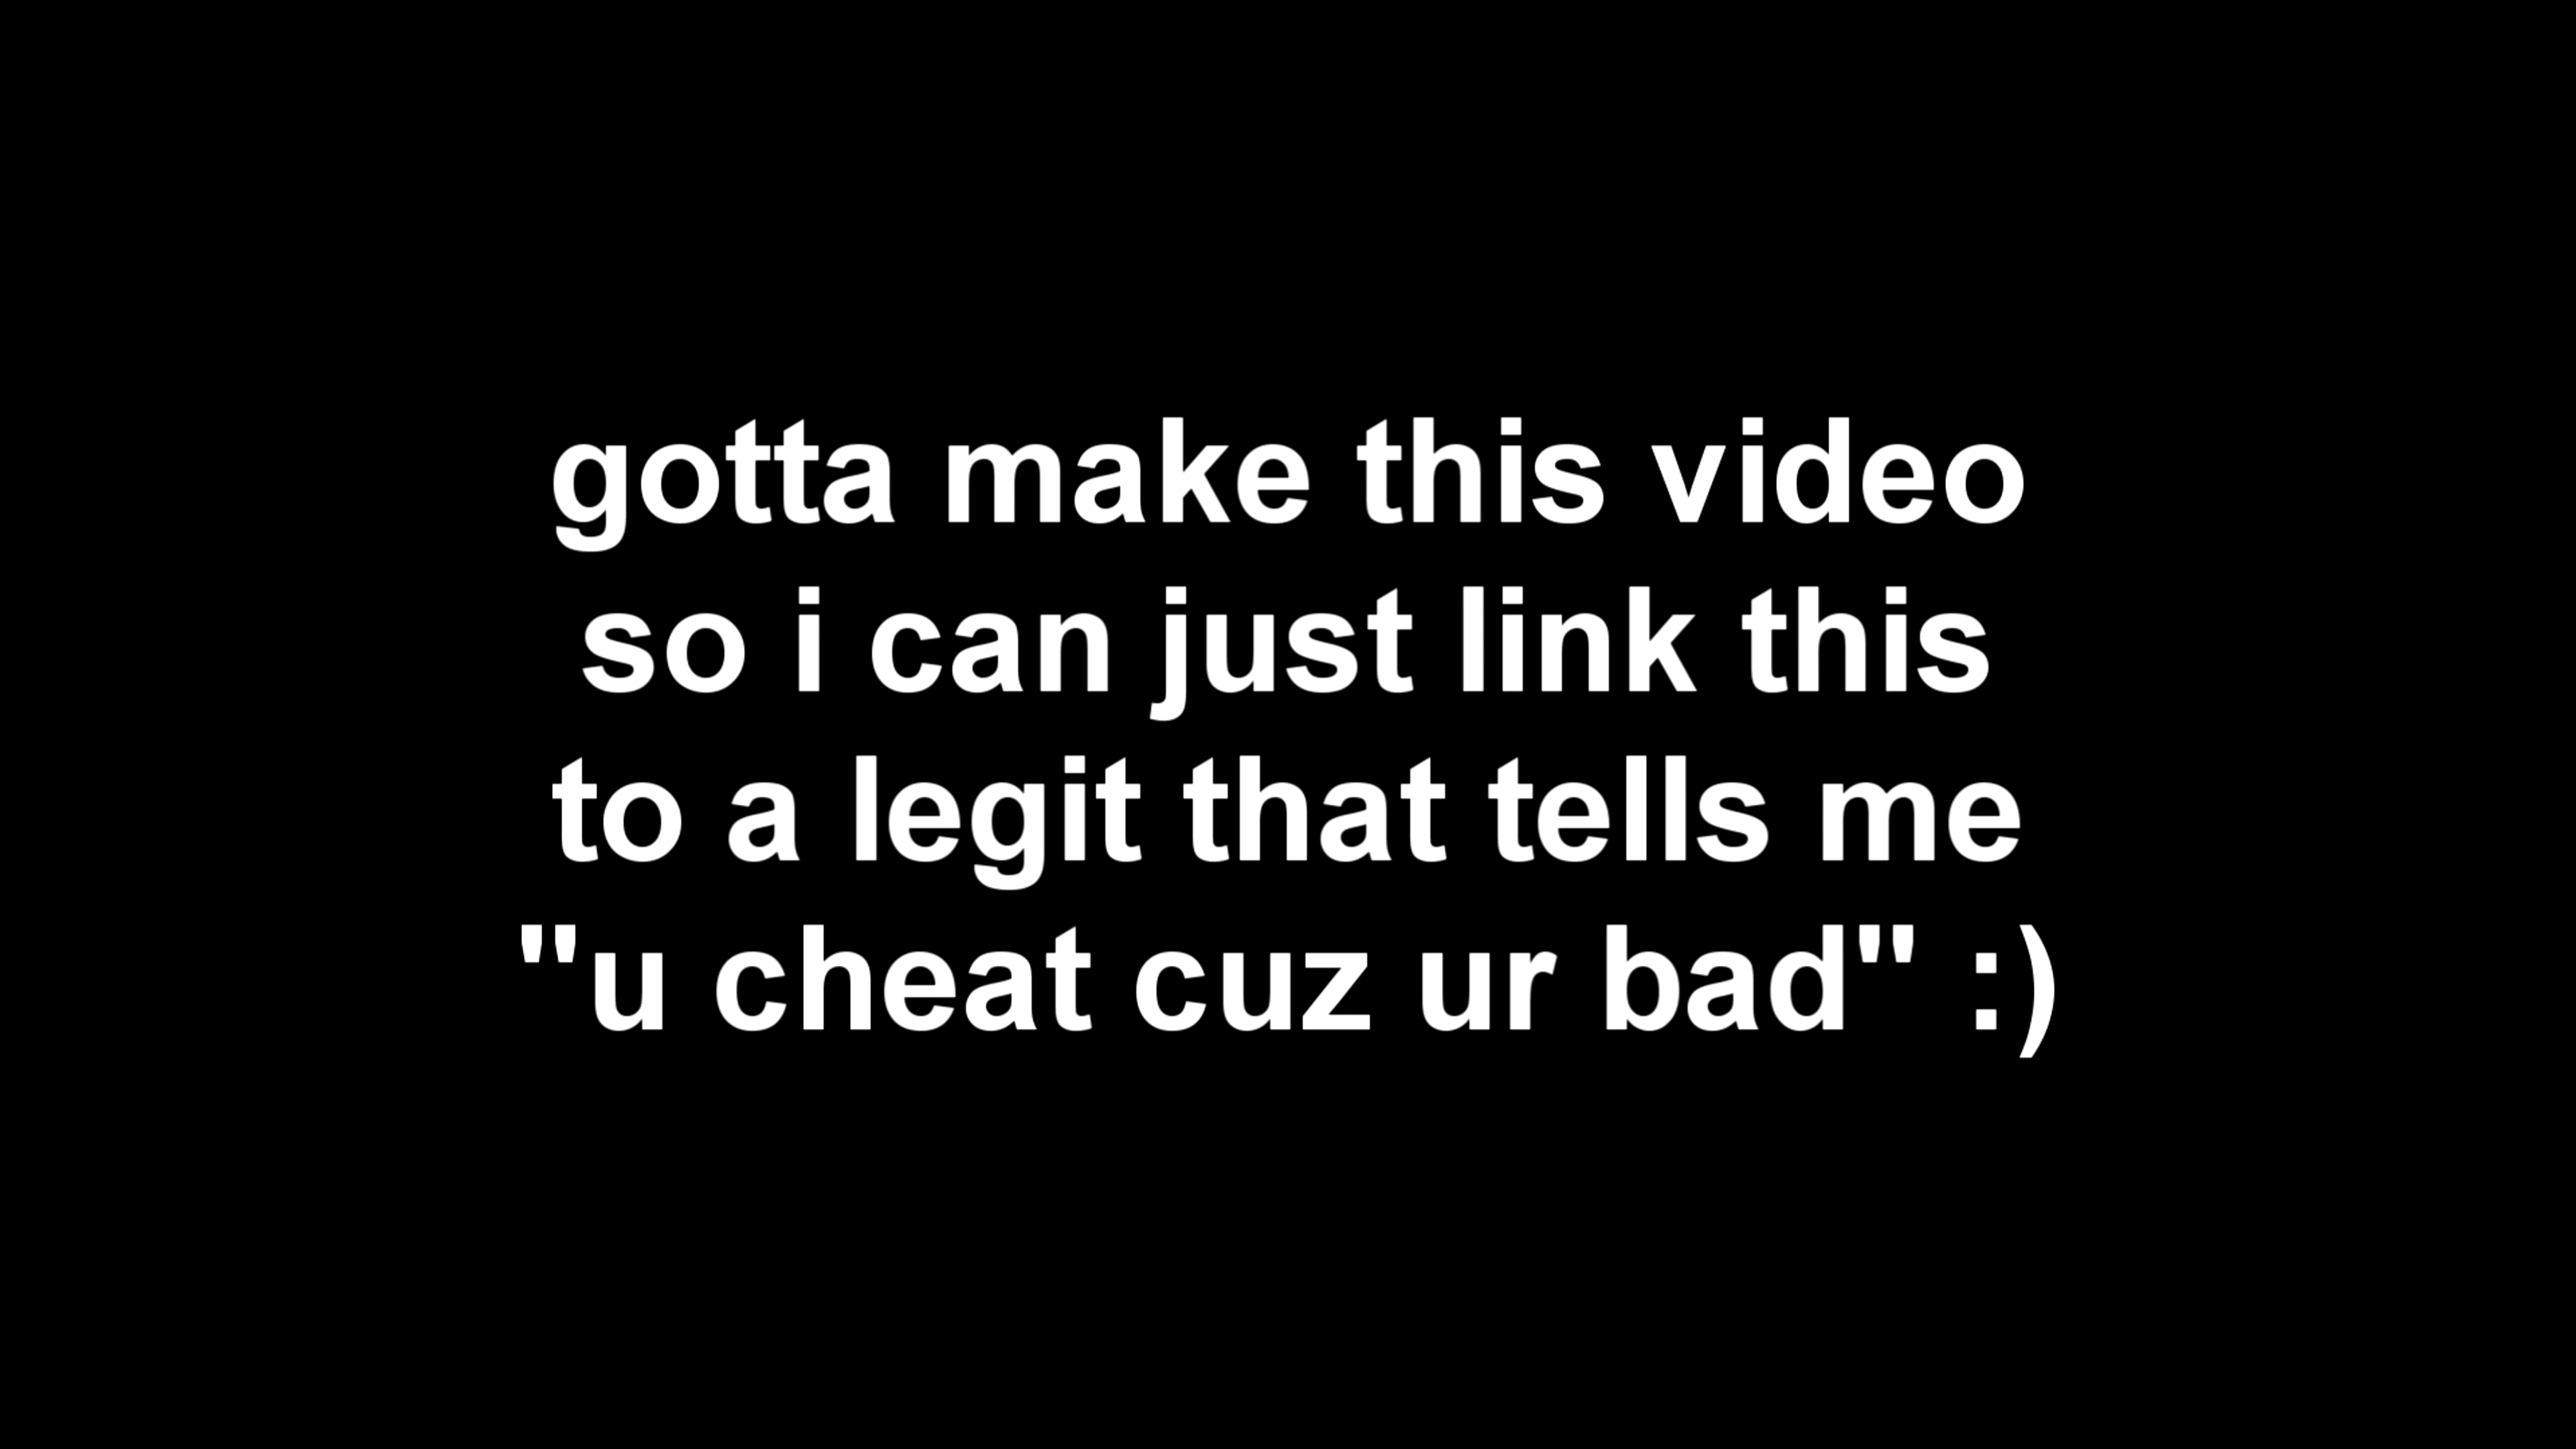 gotta make this video
so i can just link this
to a legit that tells me
"u cheat cuz ur bad" :)